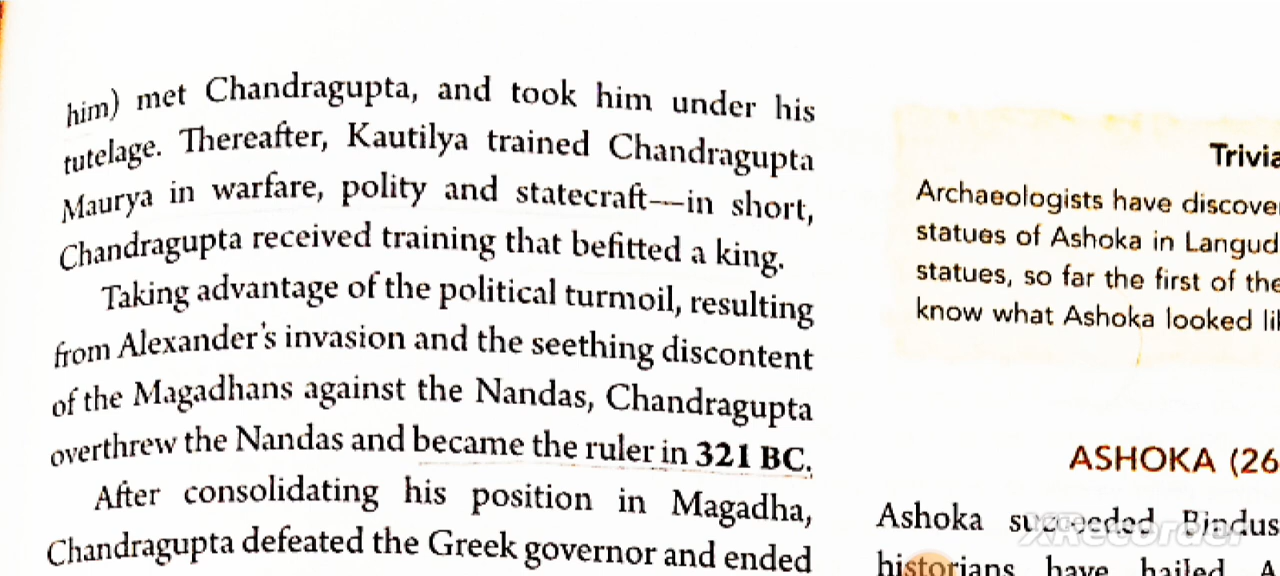 him) met Chandragupta, and took him under his
tutelage. Thereafter, Kautilya trained Chandragupta
Maurya in warfare, polity and statecraft—in short,
Chandragupta received training that befitted a king.
Taking advantage of the political turmoil, resulting
from Alexander's invasion and the seething discontent
of the Magadhans against the Nandas, Chandragupta
overthrew the Nandas and became the ruler in 321 BC.
After consolidating his position in Magadha,
Chandragupta defeated the Greek governor and ended
Trivia
Archaeologists have discove
statues of Ashoka in Langud
statues, so far the first of the
know what Ashoka looked li
ASHOKA (26
Ashoka succeeded Bindus
historians have hailed A
XRecorder